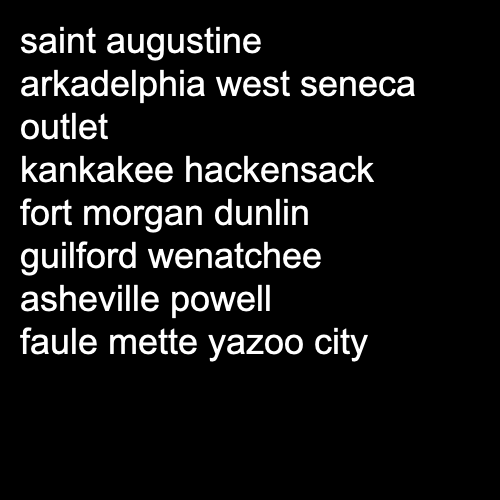 saint augustine
arkadelphia west seneca
outlet
kankakee hackensack
fort morgan dunlin
guilford wenatchee
asheville powell
faule mette yazoo city